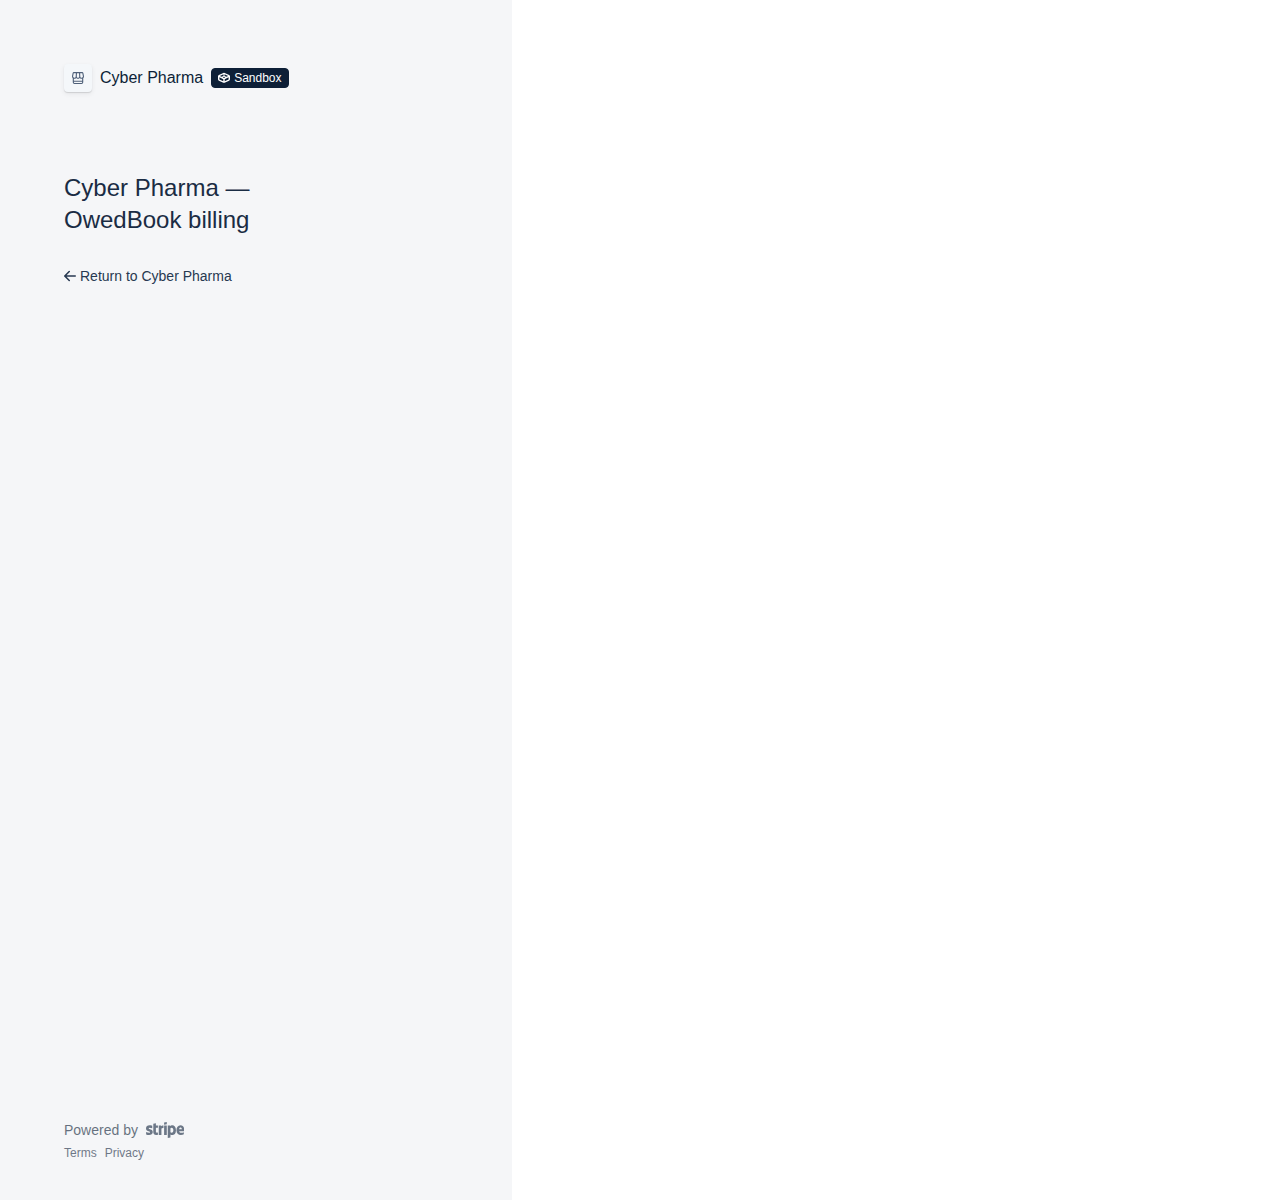 Cyber Pharma Sandbox
Cyber Pharma —
OwedBook billing
Return to Cyber Pharma
Powered by stripe
Terms Privacy